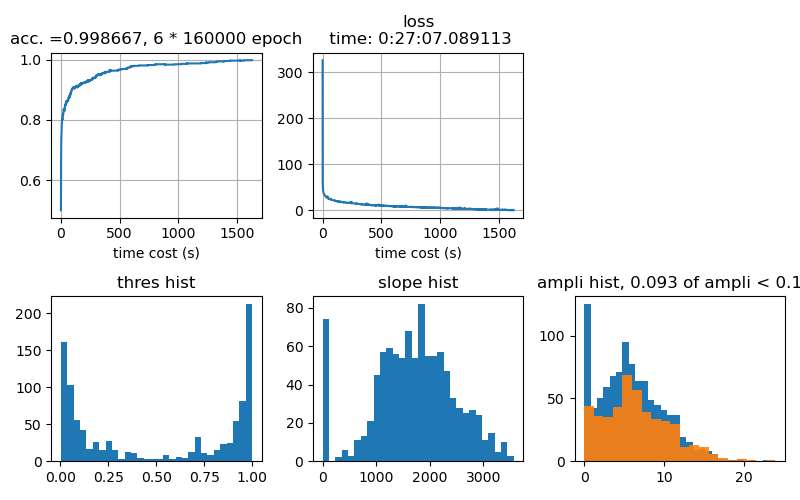 acc. =0.998667, 6 * 160000 epoch
1.0
0.8
0.6
0 500 1000 1500
time cost (s)
loss
time: 0:27:07.089113
300
200
100
0
0 500 1000 1500
time cost (s)
thres hist
200
150
100
50
0
0.00 0.25 0.50 0.75 1.00
slope hist
80
60
40
20
0
0 1000 2000 3000
ampli hist, 0.093 of ampli < 0.1
100
50
0
0 10 20